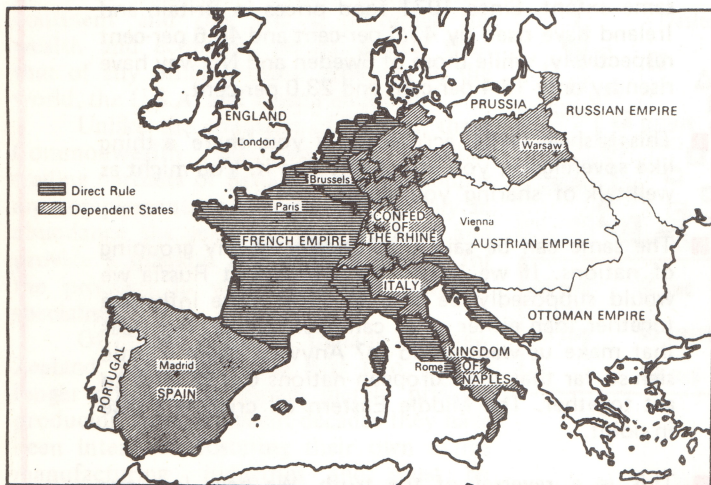 ENGLAND
London
PRUSSIA
RUSSIAN EMPIRE
Warsaw
Direct Rule
Dependent States
Brussels
Paris
FRENCH EMPIRE
CONFED
OF
THE RHINE
Vienna
AUSTRIAN EMPIRE
ITALY
OTTOMAN EMPIRE
PORTUGAL
Madrid
SPAIN
Rome
KINGDOM
OF
NAPLES